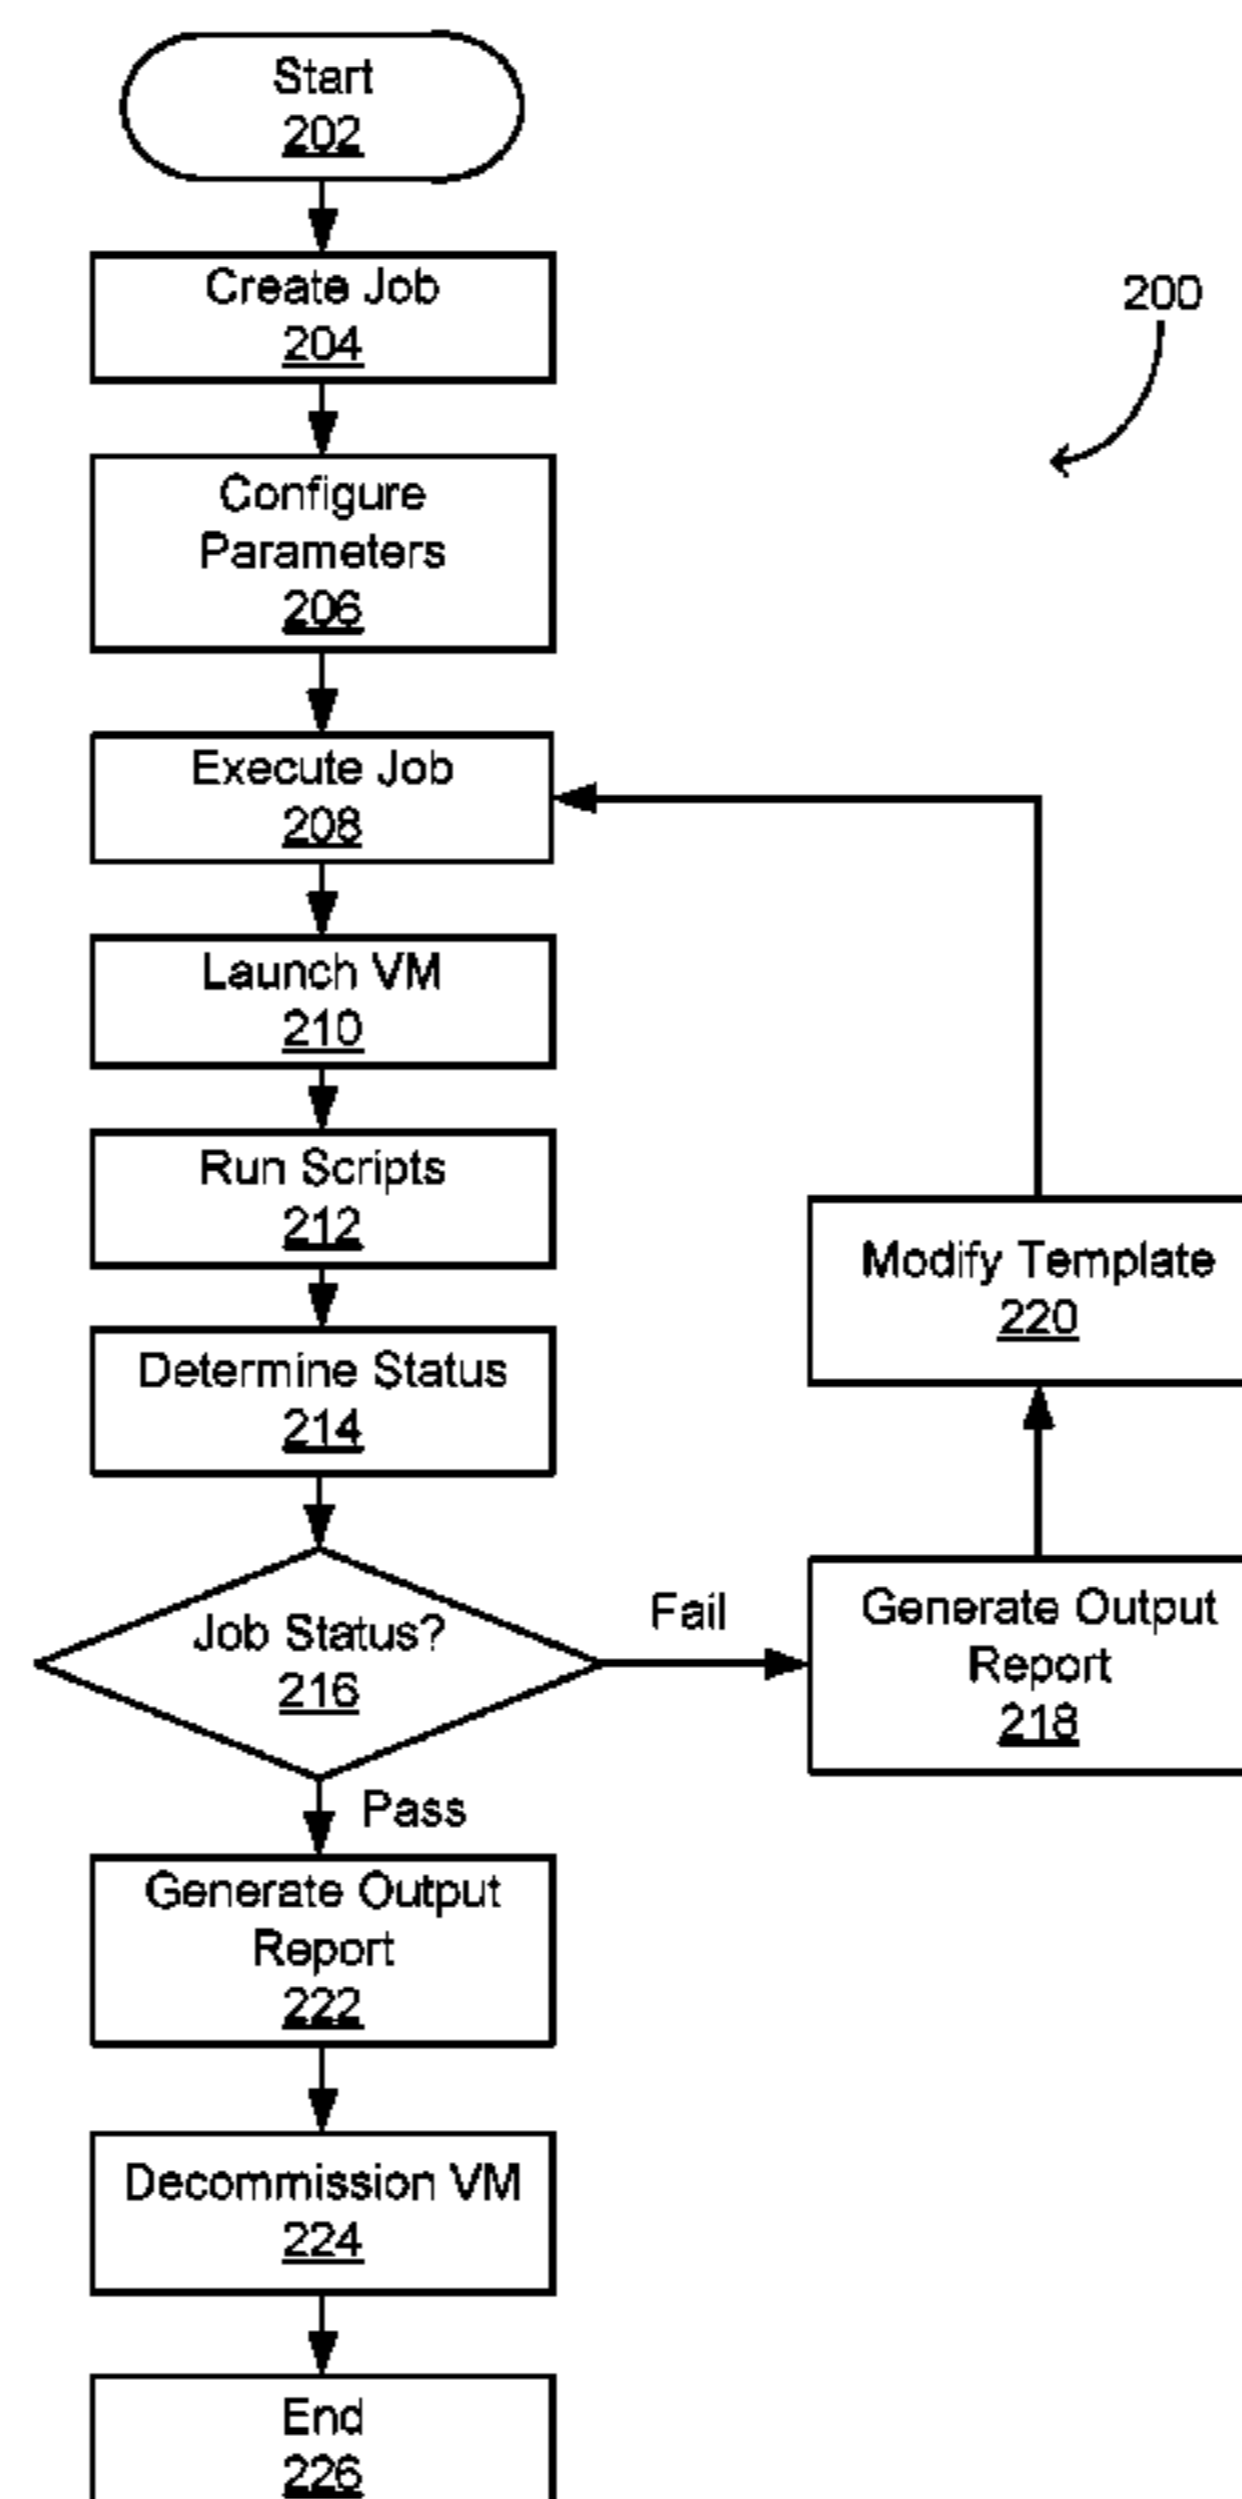 Start
202
Create Job
204
200
Configure
Parameters
206
Execute Job
208
Launch VM
210
Run Scripts
212
Modify Template
220
Determine Status
214
Job Status?
216
Fail
Generate Output
Report
218
Pass
Generate Output
Report
222
Decommission VM
224
End
226